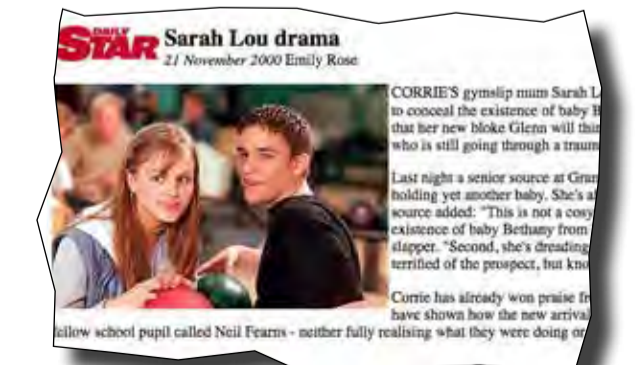 DAILY
STAR
Sarah Lou drama
21 November 2000 Emily Rose
CORRIE'S gymslip mum Sarah L
to conceal the existence of baby B
that her new bloke Glenn will thin
who is still going through a traum
Last night a senior source at Gran
holding yet another baby. She's a
source added: "This is not a cosy
existence of baby Bethany from
slapper. "Second, she's dreading
terrified of the prospect, but kno
Corrie has already won praise fr
have shown how the new arrival
fellow school pupil called Neil Fearns - neither fully realising what they were doing or